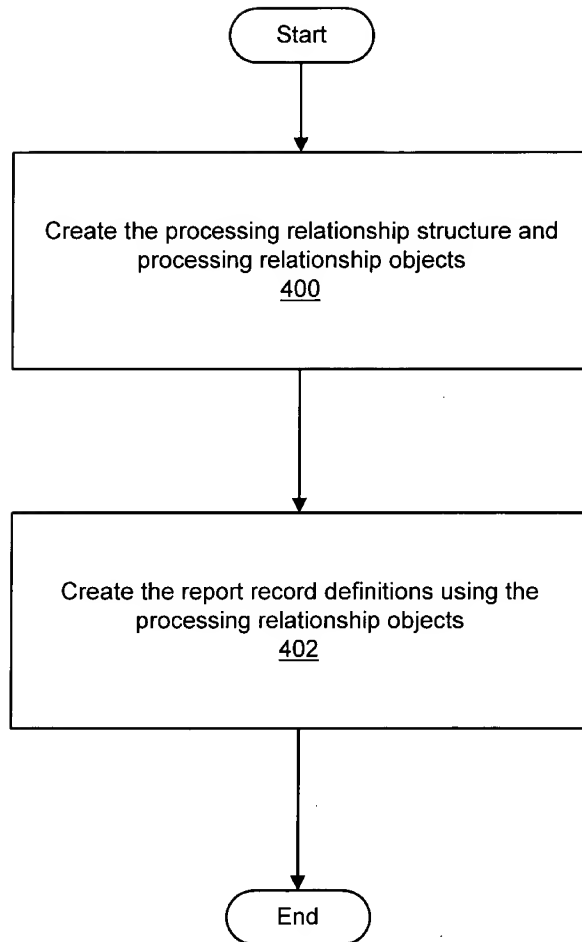 Start
Create the processing relationship structure and
processing relationship objects
400
Create the report record definitions using the
processing relationship objects
402
End